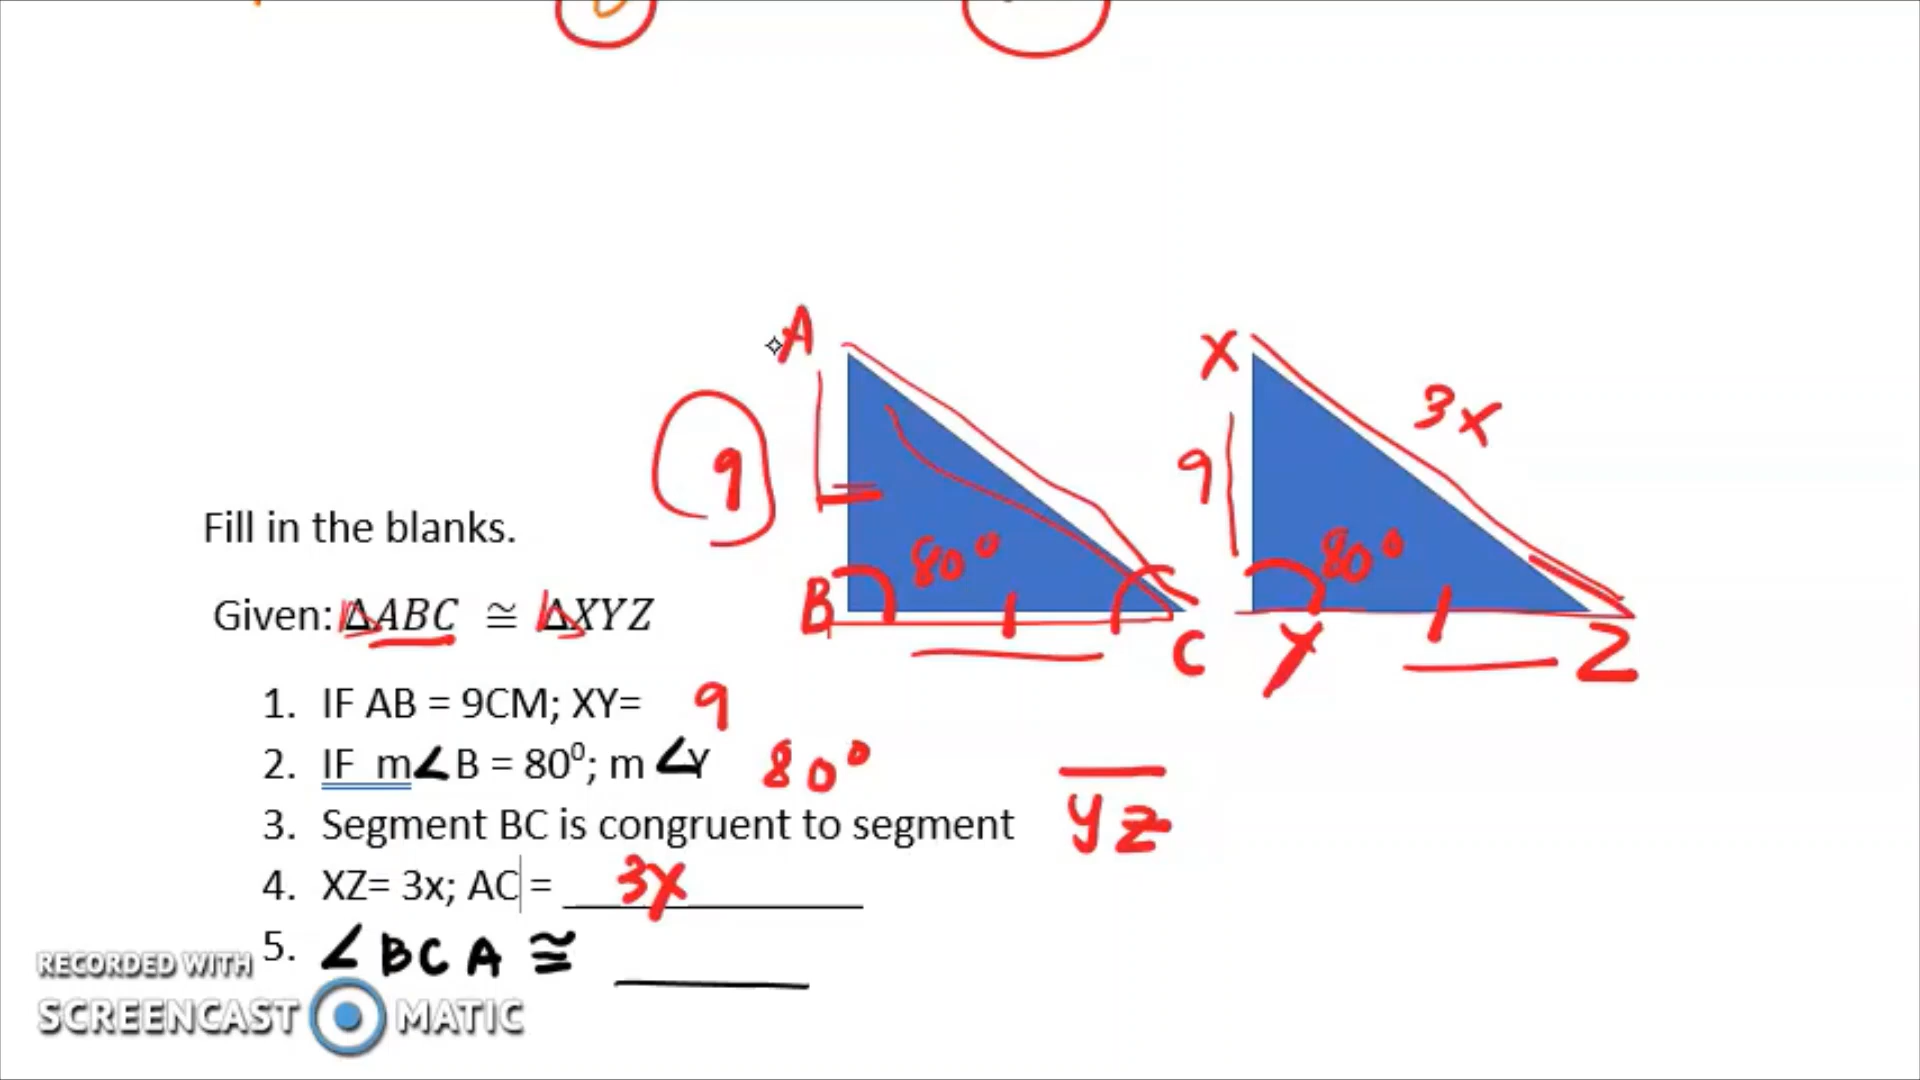 A
X
3x
9
9
80°
80°
B
C
Y
Z
Fill in the blanks.
Given: ΔABC ≅ ΔXYZ
1. IF AB = 9CM; XY= 9
2. IF m∠B = 80⁰; m ∠Y 80°
3. Segment BC is congruent to segment YZ
4. XZ= 3x; AC = ______ 3x
5. ∠BCA ≅ ______
RECORDED WITH
SCREENCAST MATIC